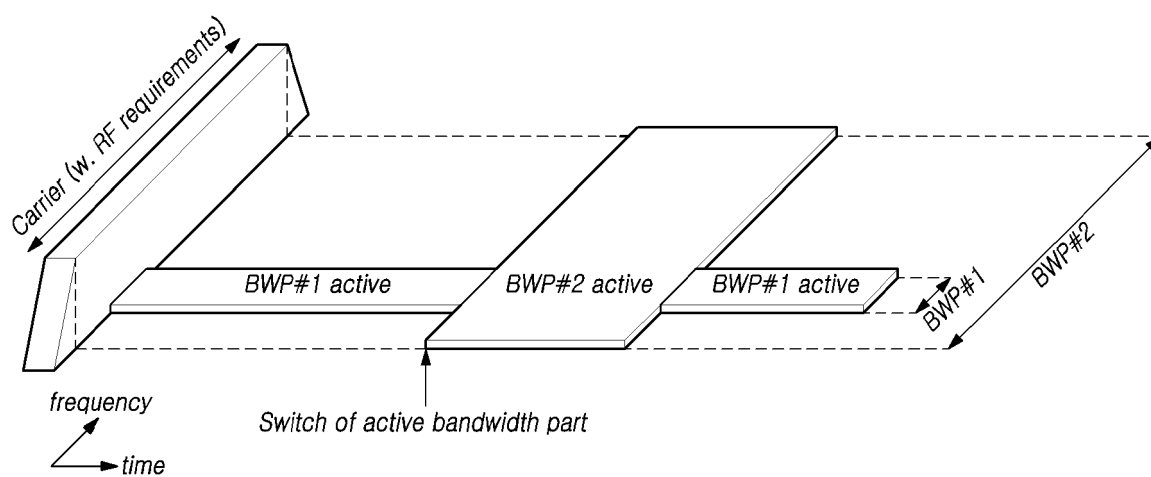 Carrier (w. RF requirements)
BWP#1 active
BWP#2 active
BWP#1 active
BWP#1
BWP#2
Switch of active bandwidth part
frequency
time